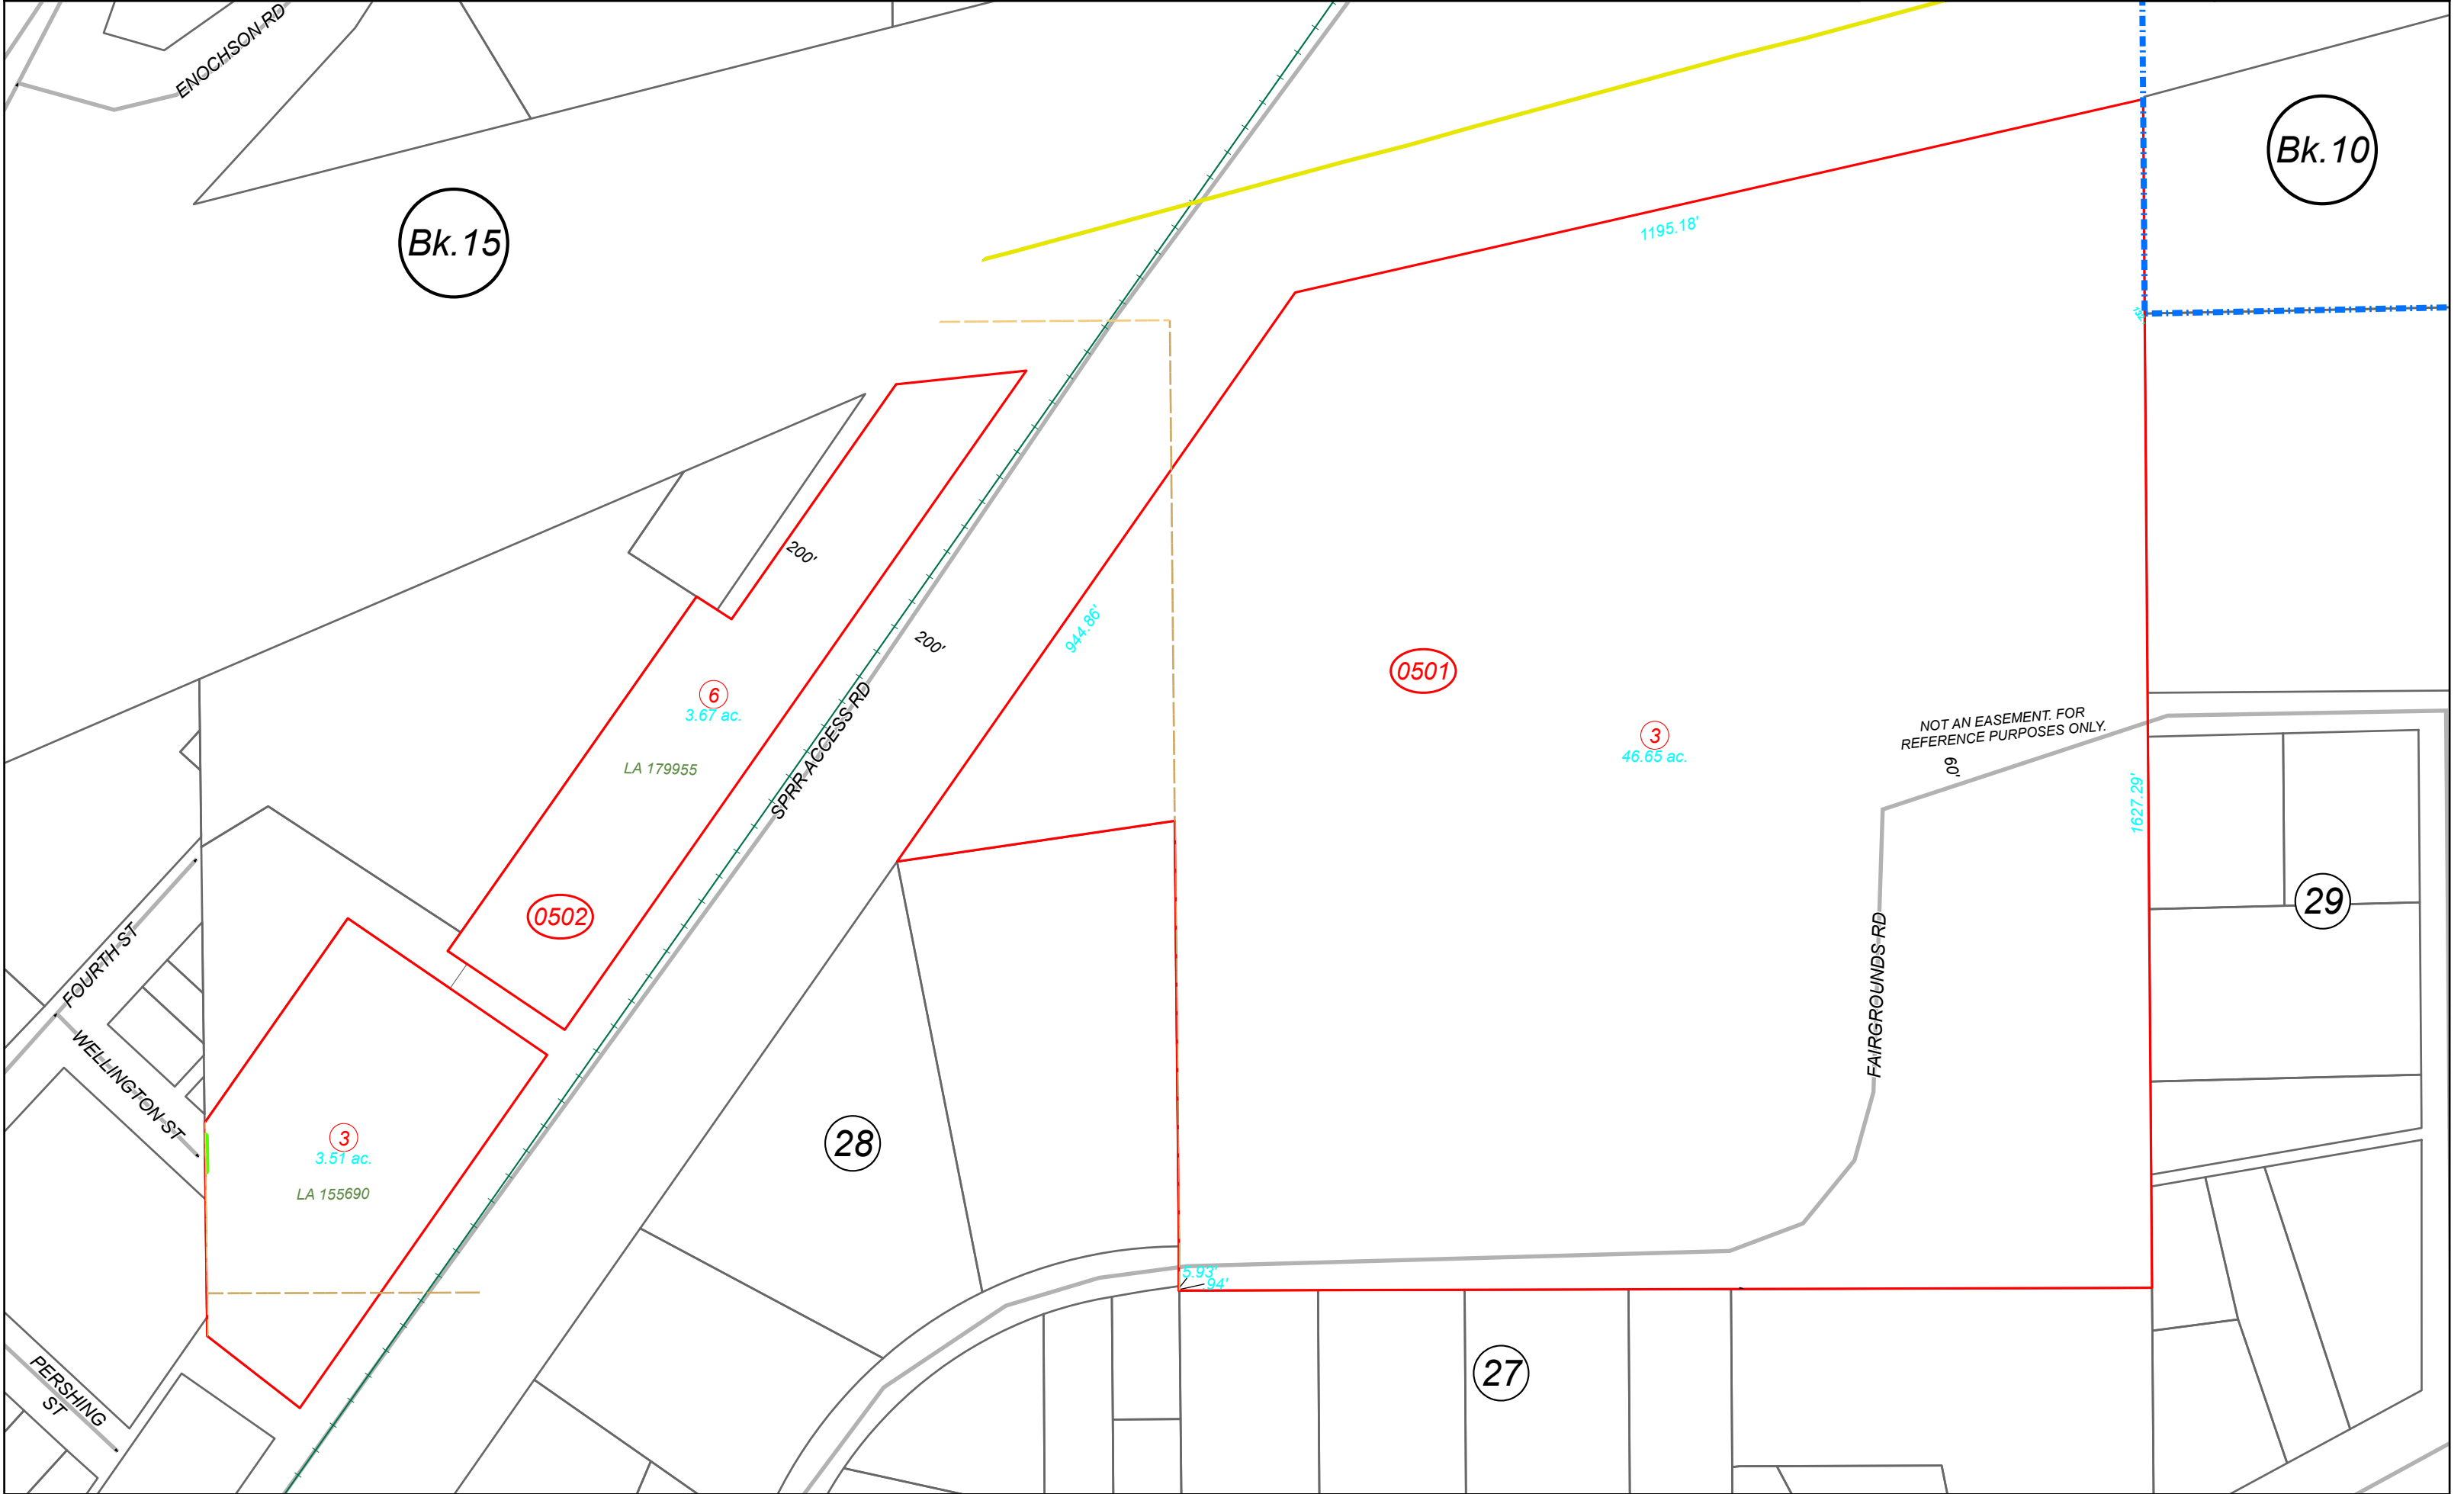 ENOCHSON RD
Bk.15
Bk.10
1195.18'
200'
200'
944.86'
0501
6
3.67 ac.
LA 179955
SPRR ACCESS RD
3
46.65 ac.
NOT AN EASEMENT. FOR
REFERENCE PURPOSES ONLY.
60'
1627.29'
0502
29
FOURTH ST
FAIRGROUNDS RD
WELLINGTON ST
3
3.51 ac.
LA 155690
28
5.93'
.94'
27
PERSHING
ST